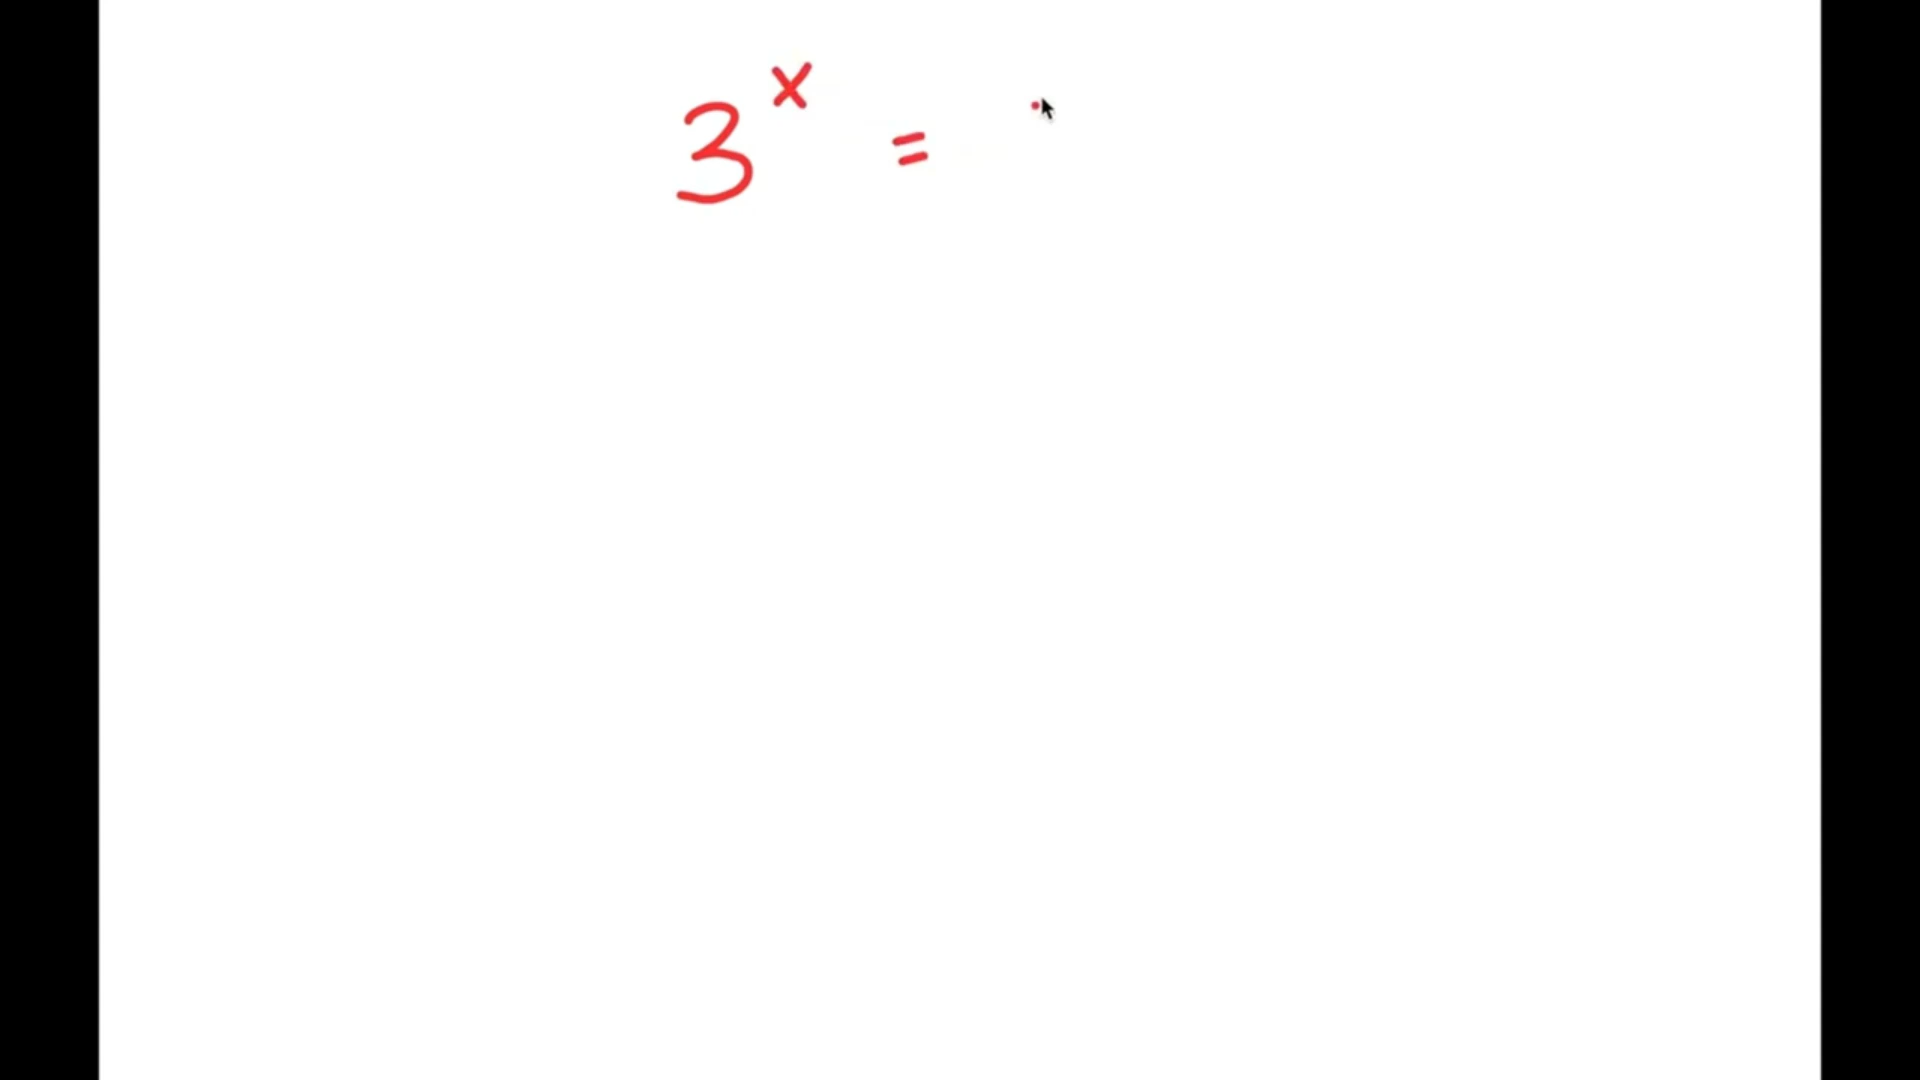 3^x =